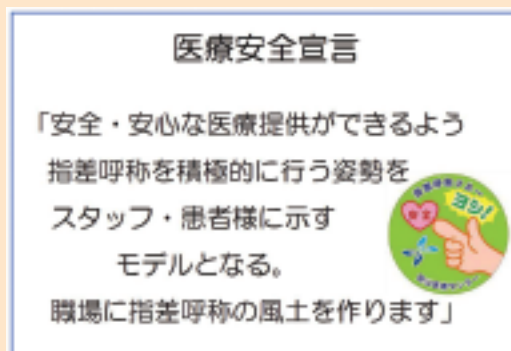 医療安全宣言
「安全・安心な医療提供ができるよう
指差呼称を積極的に行う姿勢を
スタッフ・患者様に示す
モデルとなる。
職場に指差呼称の風土を作ります」
ヨシ!
安全